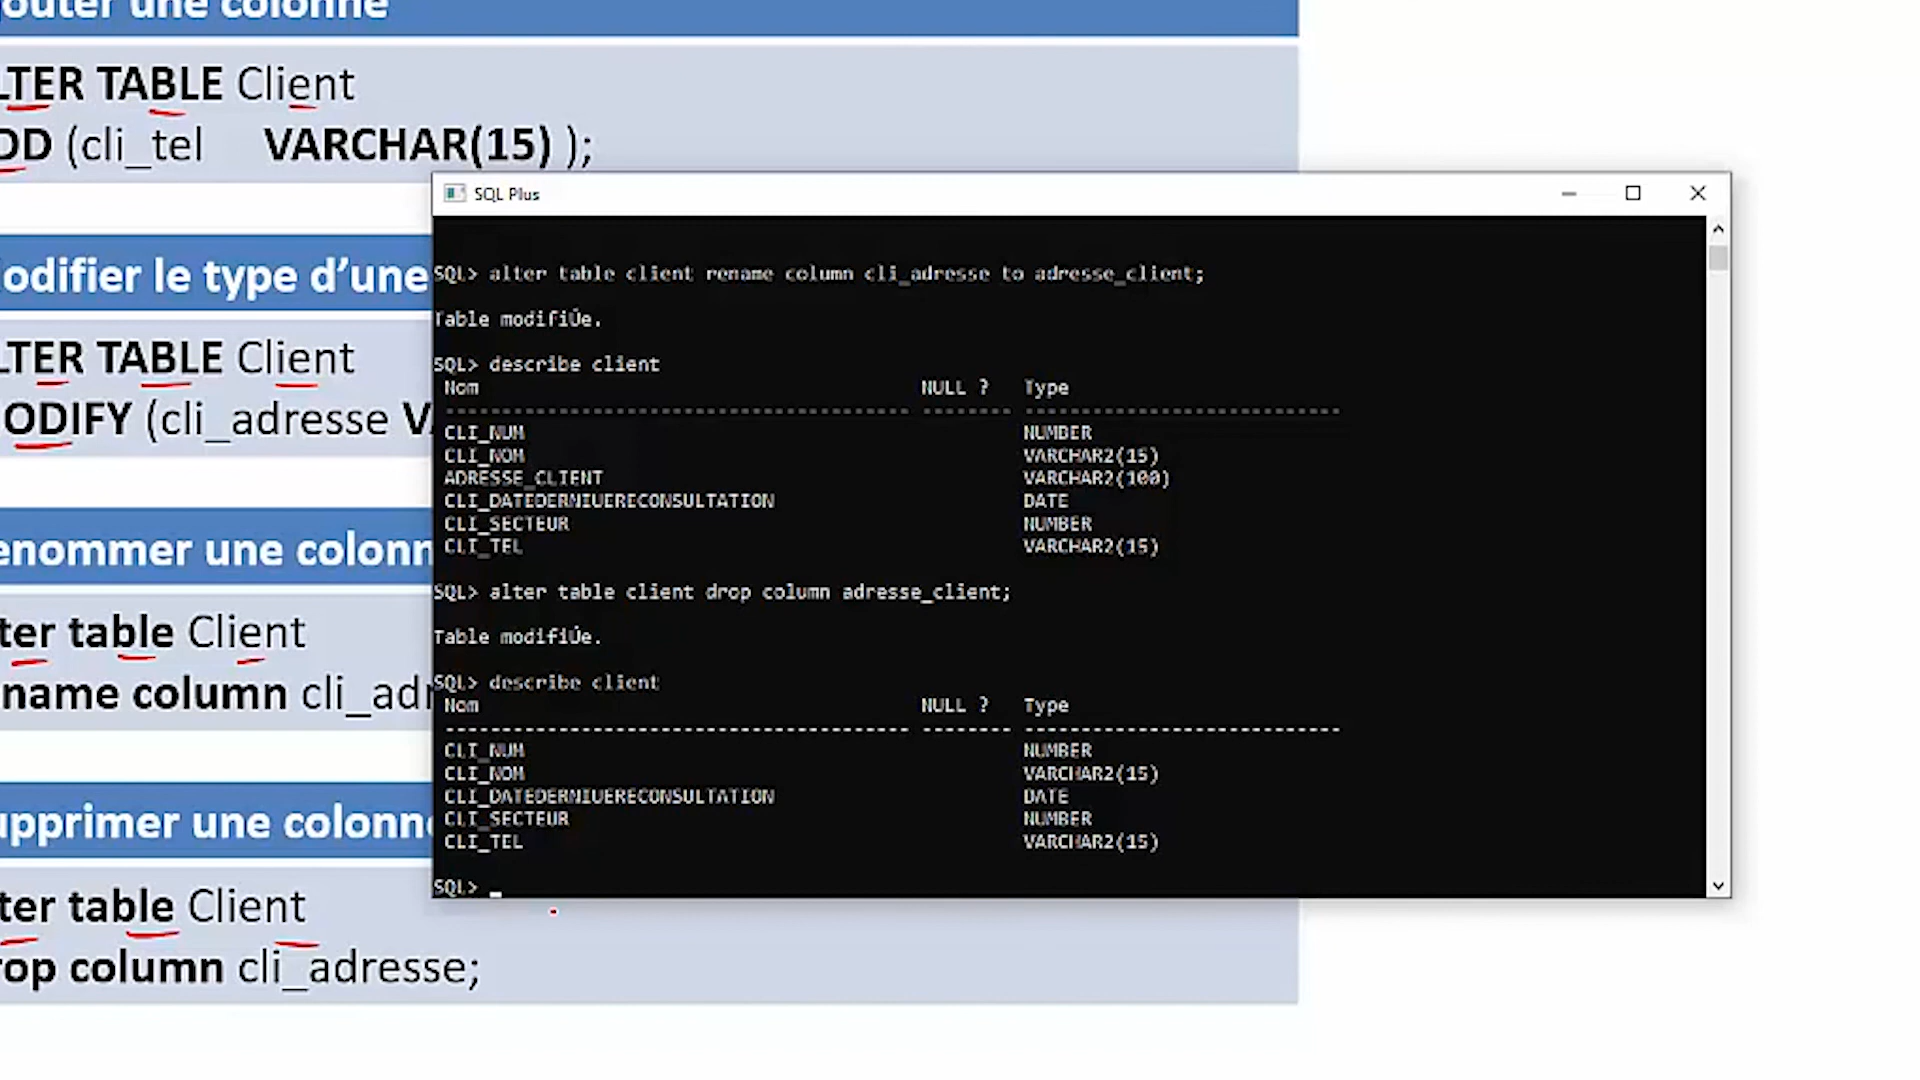 outer une colonne
LTER TABLE Client
DD (cli_tel VARCHAR(15) );
odifier le type d’une
LTER TABLE Client
ODIFY (cli_adresse VA
enommer une colonn
ter table Client
name column cli_adr
upprimer une colonne
ter table Client
rop column cli_adresse;
SQL Plus
SQL> alter table client rename column cli_adresse to adresse_client;
Table modifiÚe.
SQL> describe client
Nom NULL ? Type
----------------------------------------- -------- ----------------------------
CLI_NUM NUMBER
CLI_NOM VARCHAR2(15)
ADRESSE_CLIENT VARCHAR2(100)
CLI_DATEDERNIUERECONSULTATION DATE
CLI_SECTEUR NUMBER
CLI_TEL VARCHAR2(15)
SQL> alter table client drop column adresse_client;
Table modifiÚe.
SQL> describe client
Nom NULL ? Type
----------------------------------------- -------- ----------------------------
CLI_NUM NUMBER
CLI_NOM VARCHAR2(15)
CLI_DATEDERNIUERECONSULTATION DATE
CLI_SECTEUR NUMBER
CLI_TEL VARCHAR2(15)
SQL>